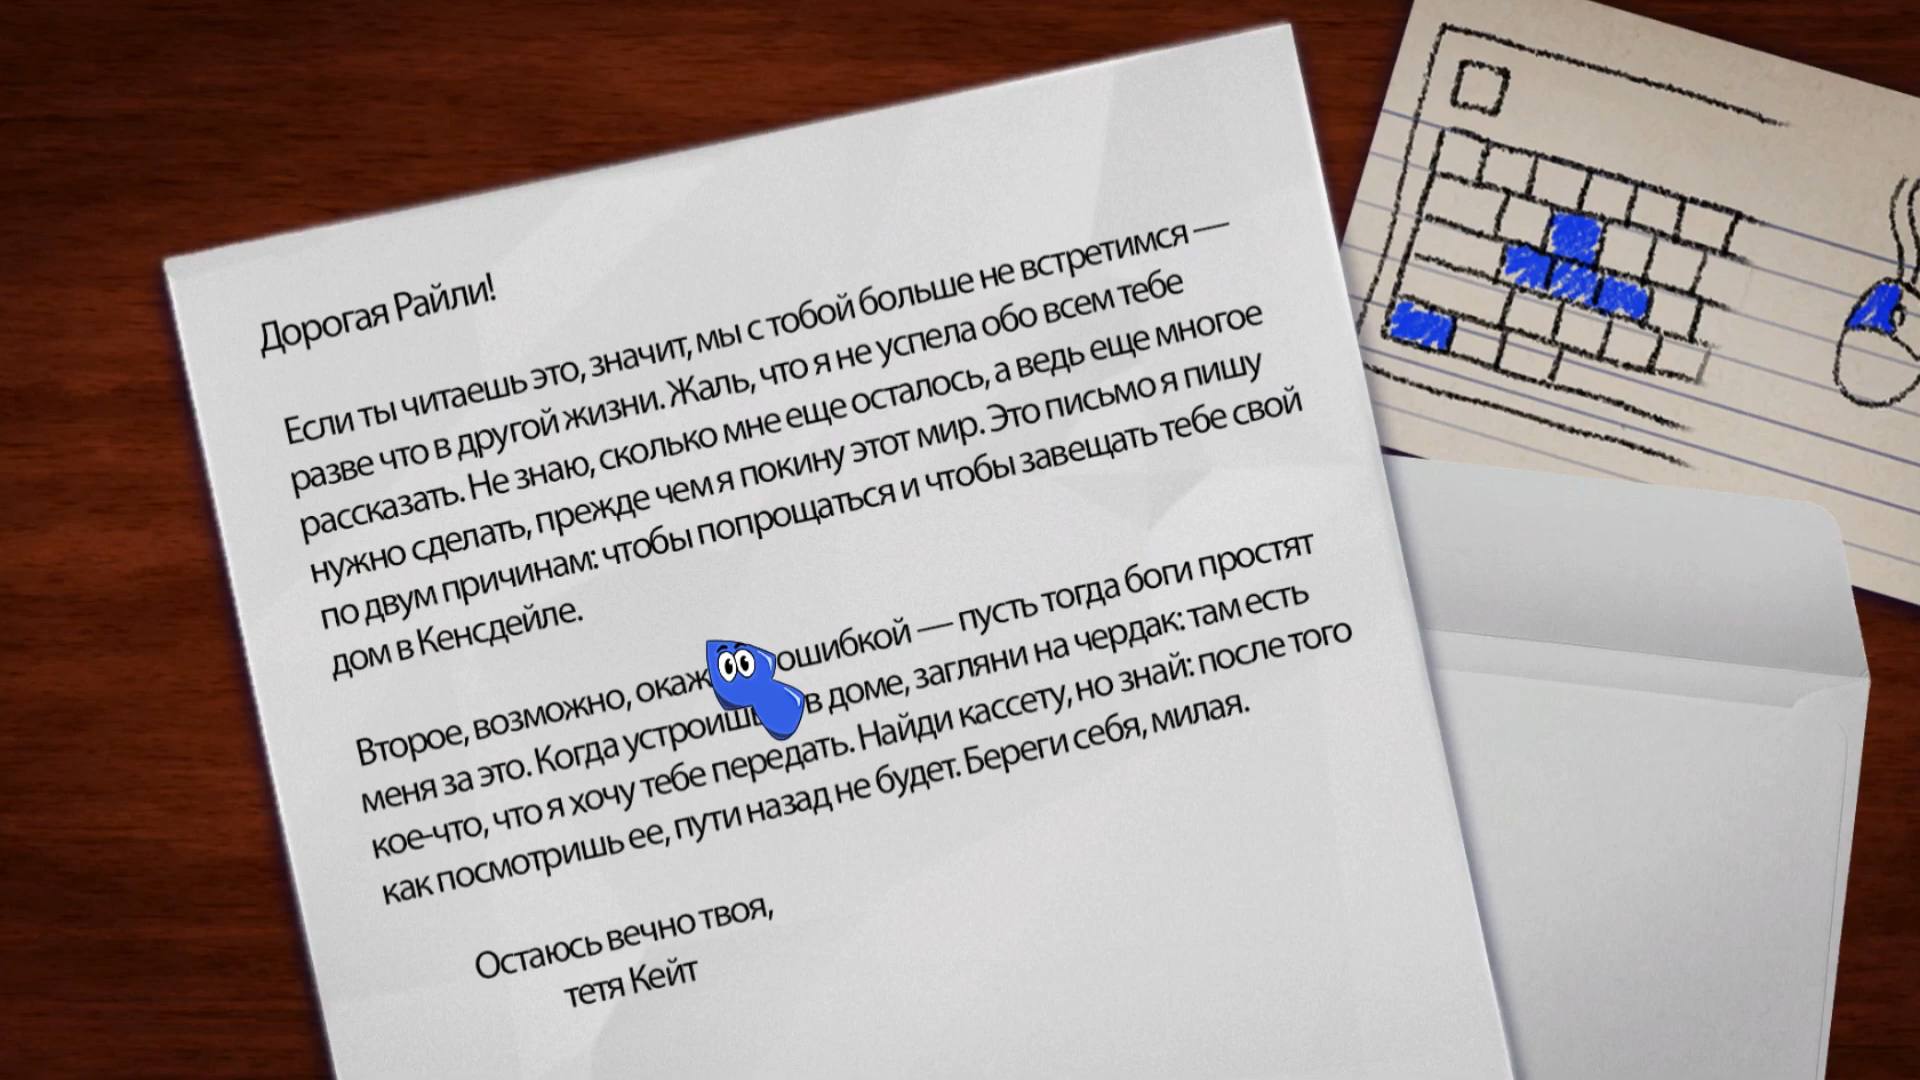 Дорогая Райли!
Если ты читаешь это, значит, мы с тобой больше не встретимся —
разве что в другой жизни. Жаль, что я не успела обо всем тебе
рассказать. Не знаю, сколько мне еще осталось, а ведь еще многое
нужно сделать, прежде чем я покину этот мир. Это письмо я пишу
по двум причинам: чтобы попрощаться и чтобы завещать тебе свой
дом в Кенсдейле.
Второе, возможно, ошибкой — пусть тогда боги простят
меня за это. Когда в доме, загляни на чердак: там есть
кое-что, что я хочу тебе передать. Найди кассету, но знай: после того
как посмотришь ее, пути назад не будет. Береги себя, милая.
Остаюсь вечно твоя,
тетя Кейт